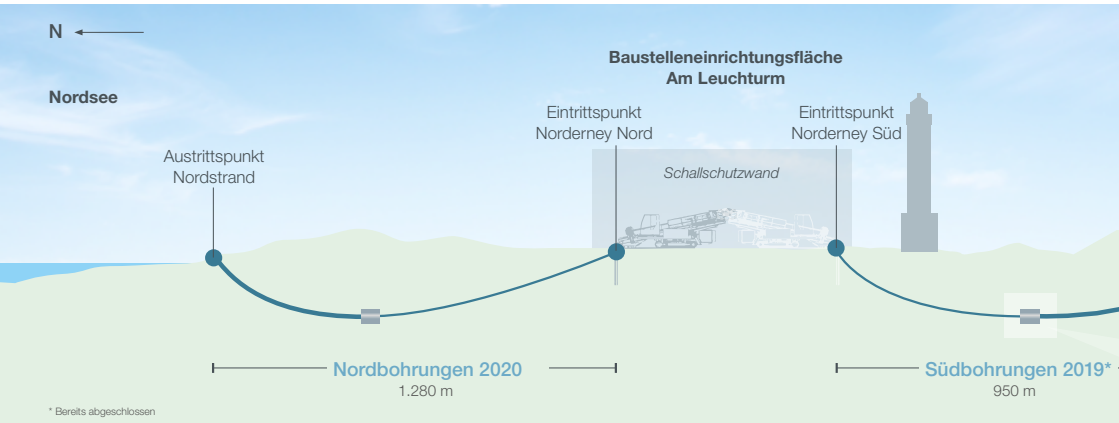 N
Nordsee
Baustelleneinrichtungsfläche
Am Leuchturm
Eintrittspunkt
Norderney Nord
Eintrittspunkt
Norderney Süd
Austrittspunkt
Nordstrand
Schallschutzwand
Nordbohrungen 2020
1.280 m
Südbohrungen 2019*
950 m
* Bereits abgeschlossen